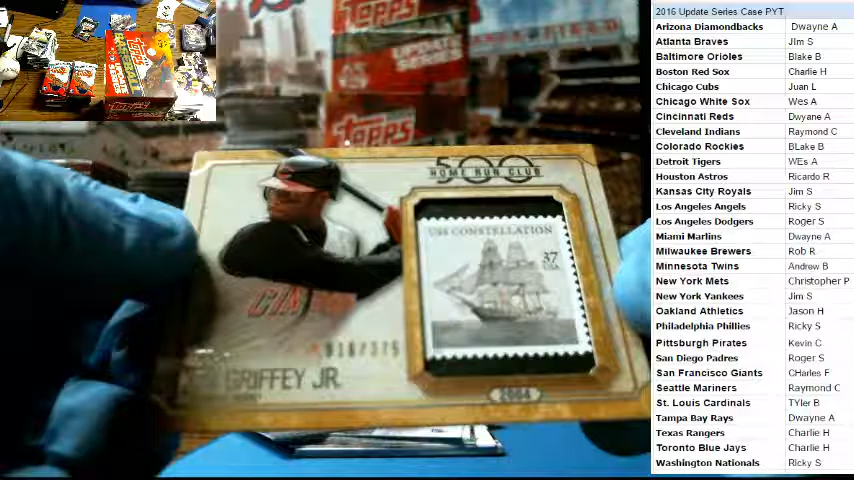 2016 Update Series Case PYT
Arizona Diamondbacks Dwayne A
Atlanta Braves Jim S
Baltimore Orioles Blake B
Boston Red Sox Charlie H
Chicago Cubs Juan L
Chicago White Sox Wes A
Cincinnati Reds Dwyane A
Cleveland Indians Raymond C
Colorado Rockies BLake B
Detroit Tigers WEs A
Houston Astros Ricardo R
Kansas City Royals Jim S
Los Angeles Angels Ricky S
Los Angeles Dodgers Roger S
Miami Marlins Dwayne A
Milwaukee Brewers Rob R
Minnesota Twins Andrew B
New York Mets Christopher P
New York Yankees Jim S
Oakland Athletics Jason H
Philadelphia Phillies Ricky S
Pittsburgh Pirates Kevin C
San Diego Padres Roger S
San Francisco Giants CHarles F
Seattle Mariners Raymond C
St. Louis Cardinals TYler B
Tampa Bay Rays Dwayne A
Texas Rangers Charlie H
Toronto Blue Jays Charlie H
Washington Nationals Ricky S
Topps
UPDATE SERIES
Topps
500
HOME RUN CLUB
USS CONSTELLATION
37
USA
GRIFFEY JR.
2004